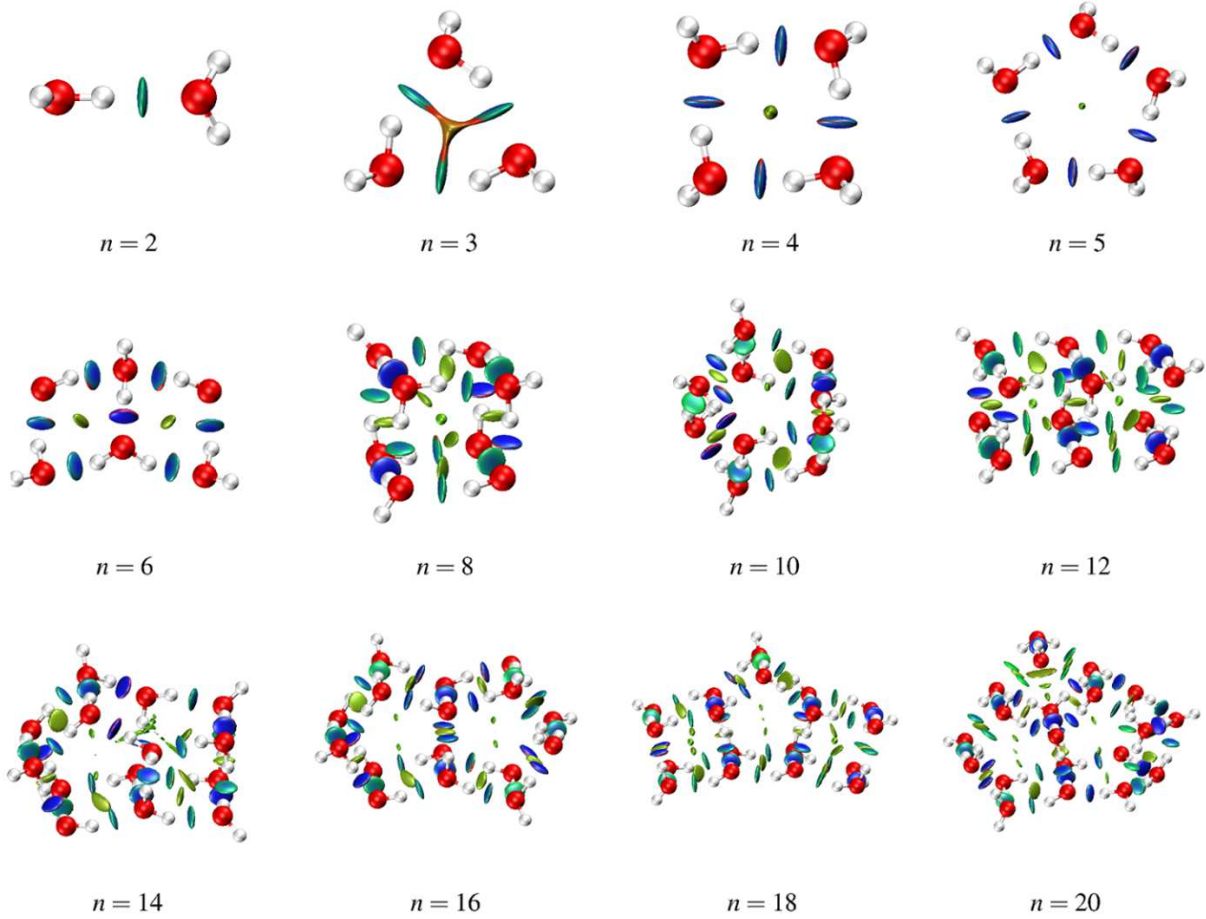 n = 2
n = 3
n = 4
n = 5
n = 6
n = 8
n = 10
n = 12
n = 14
n = 16
n = 18
n = 20